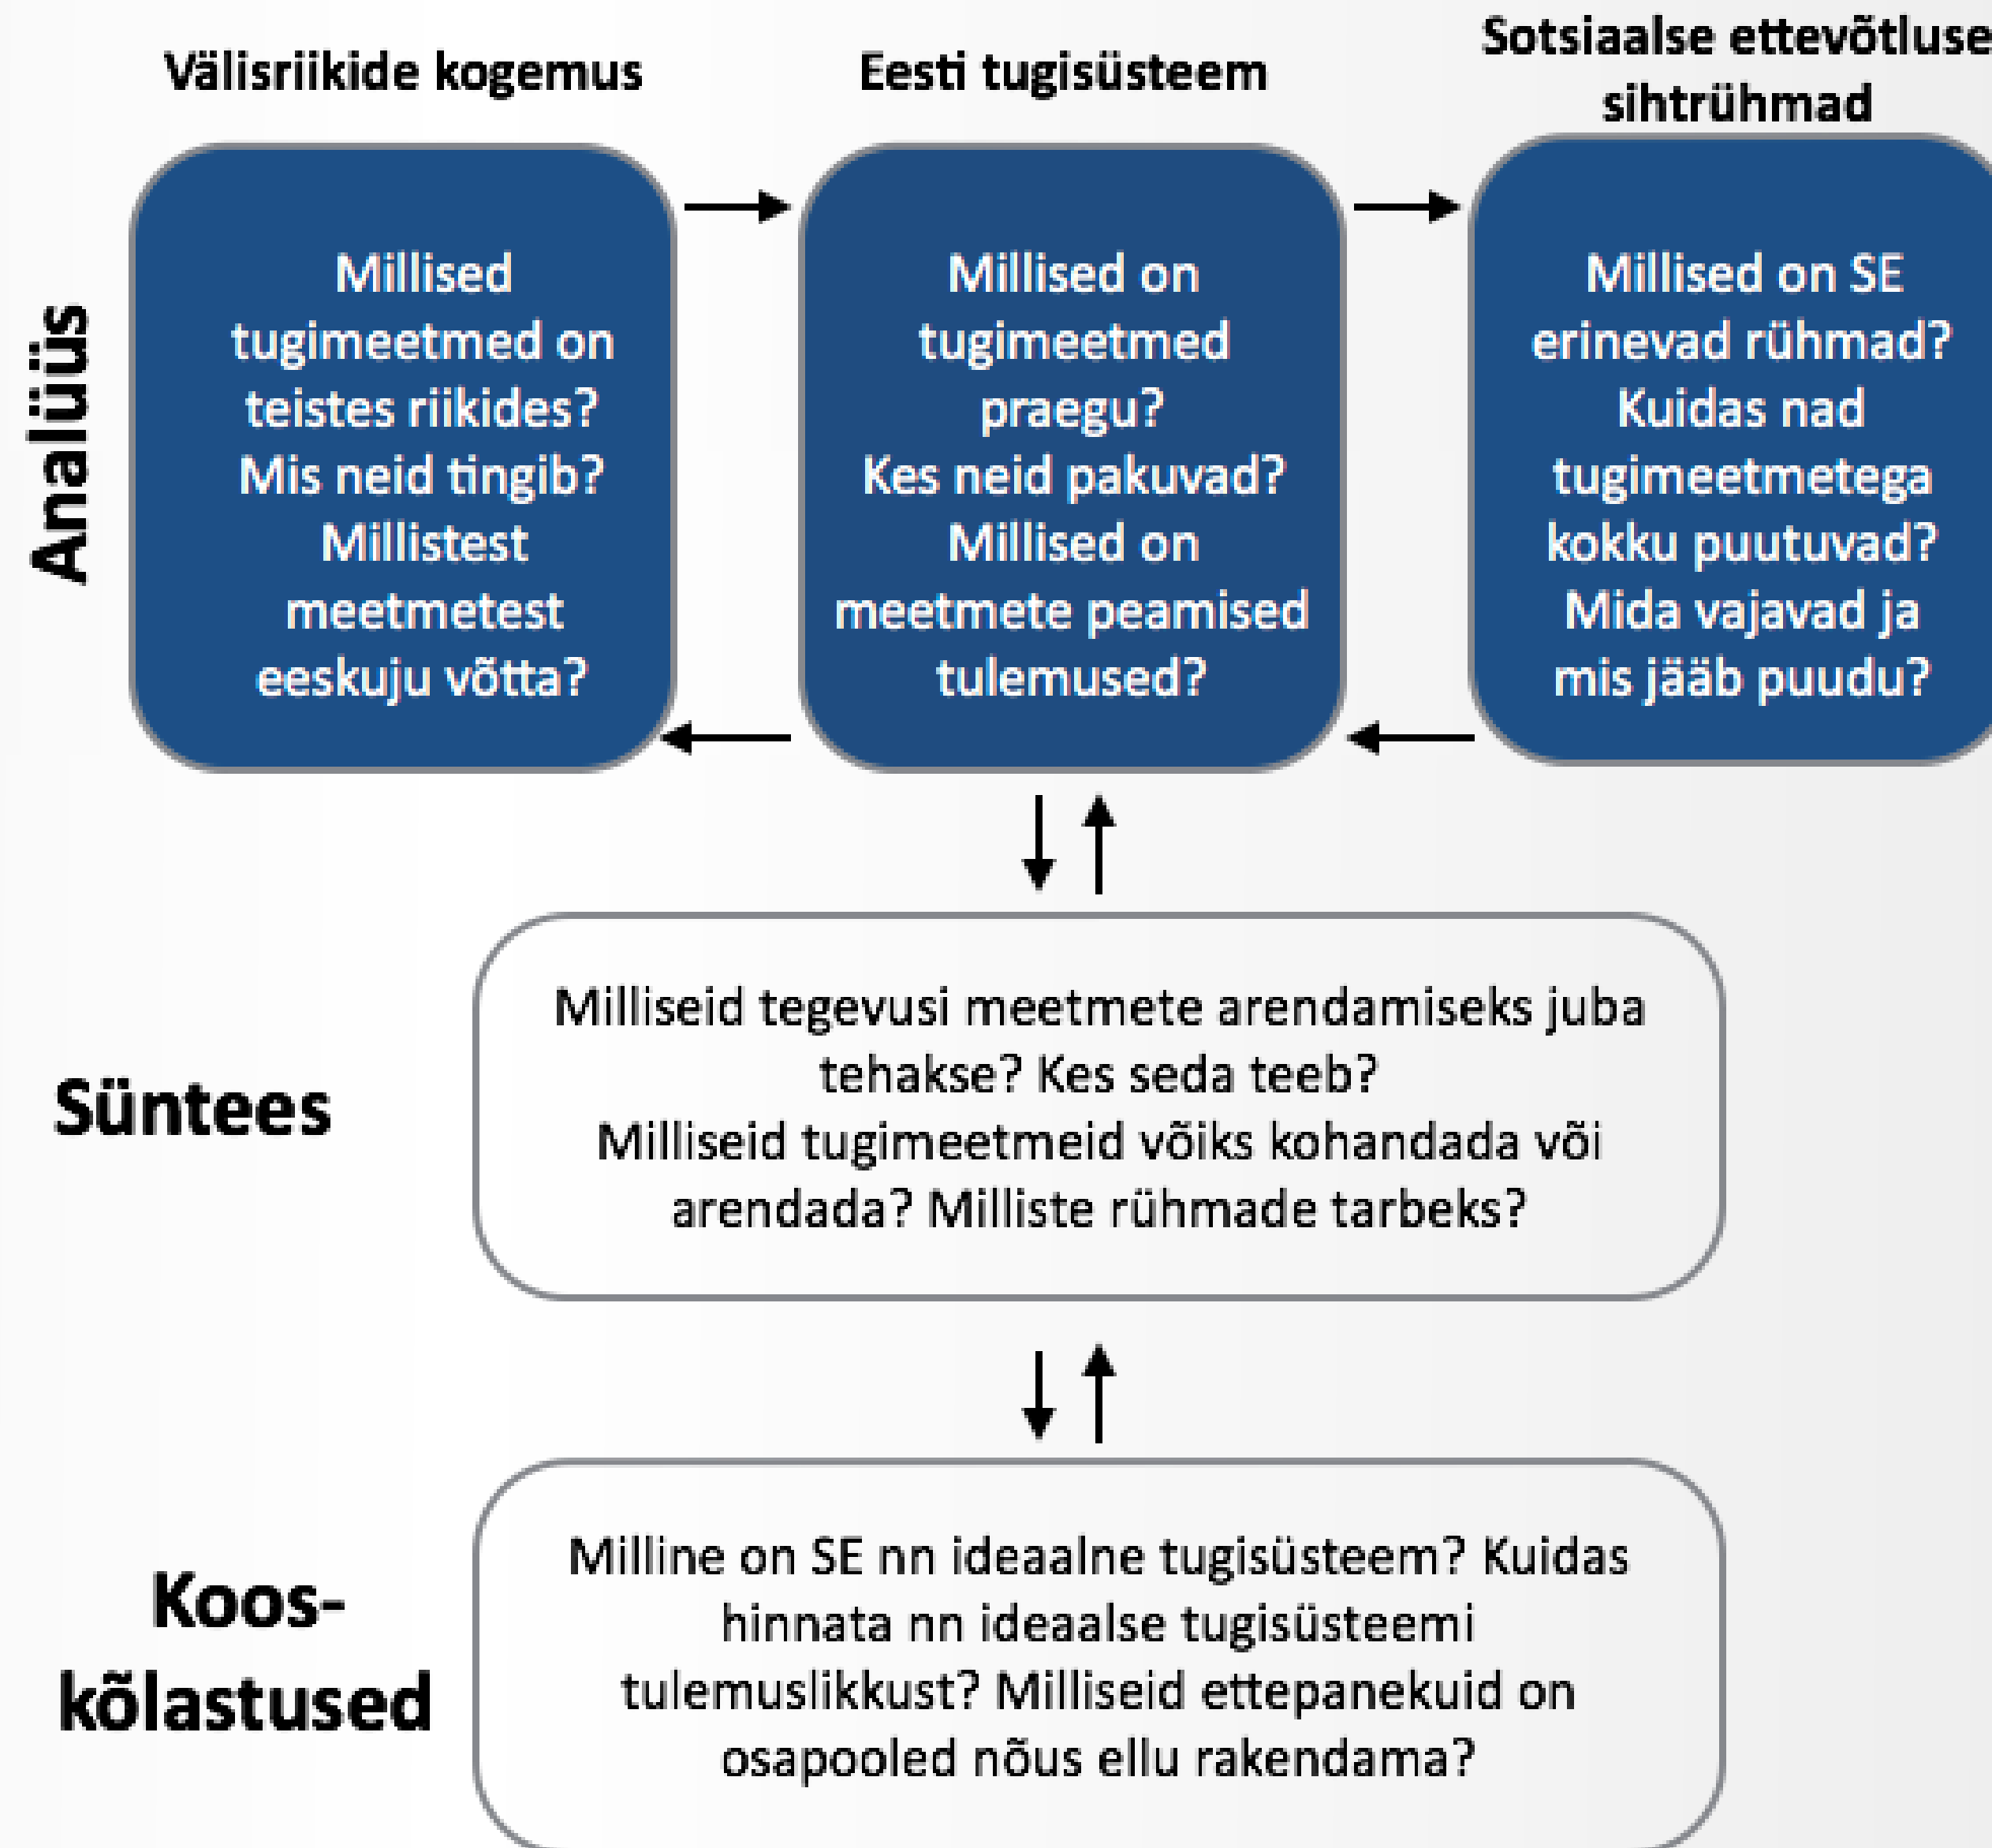 Välisriikide kogemus
Eesti tugisüsteem
Sotsiaalse ettevõtluse
sihtrühmad
Analüüs
Millised
tugimeetmed on
teistes riikides?
Mis neid tingib?
Millistest
meetmetest
eeskuju võtta?
Millised on
tugimeetmed
praegu?
Kes neid pakuvad?
Millised on
meetmete peamised
tulemused?
Millised on SE
erinevad rühmad?
Kuidas nad
tugimeetmetega
kokku puutuvad?
Mida vajavad ja
mis jääb puudu?
Süntees
Milliseid tegevusi meetmete arendamiseks juba
tehakse? Kes seda teeb?
Milliseid tugimeetmeid võiks kohandada või
arendada? Milliste rühmade tarbeks?
Koos-
kõlastused
Milline on SE nn ideaalne tugisüsteem? Kuidas
hinnata nn ideaalse tugisüsteemi
tulemuslikkust? Milliseid ettepanekuid on
osapooled nõus ellu rakendama?